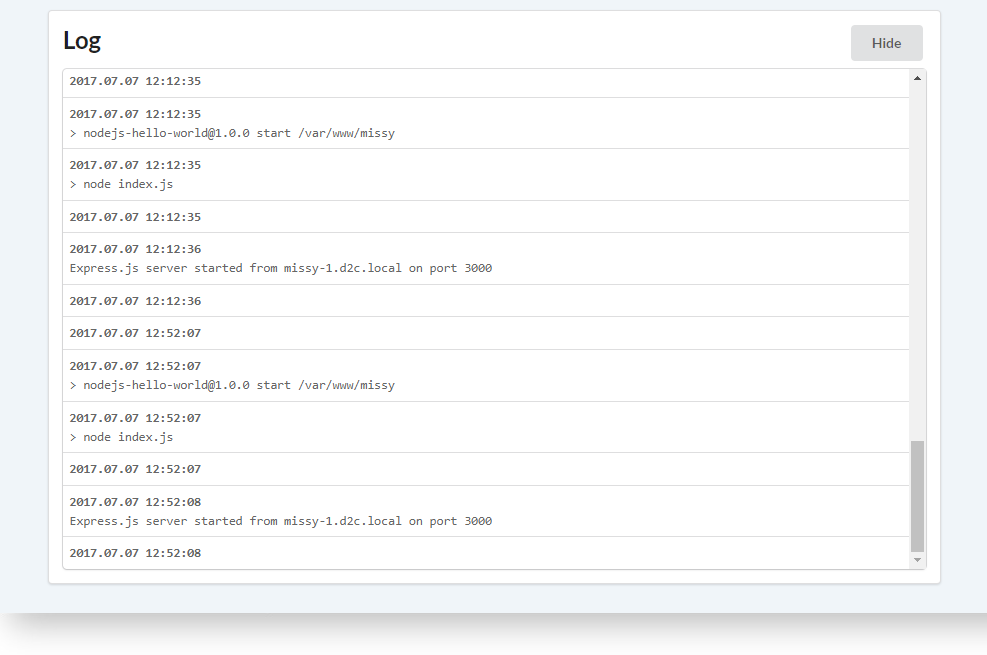 Log
Hide
2017.07.07 12:12:35
2017.07.07 12:12:35
> nodejs-hello-world@1.0.0 start /var/www/missy
2017.07.07 12:12:35
> node index.js
2017.07.07 12:12:35
2017.07.07 12:12:36
Express.js server started from missy-1.d2c.local on port 3000
2017.07.07 12:12:36
2017.07.07 12:52:07
2017.07.07 12:52:07
> nodejs-hello-world@1.0.0 start /var/www/missy
2017.07.07 12:52:07
> node index.js
2017.07.07 12:52:07
2017.07.07 12:52:08
Express.js server started from missy-1.d2c.local on port 3000
2017.07.07 12:52:08